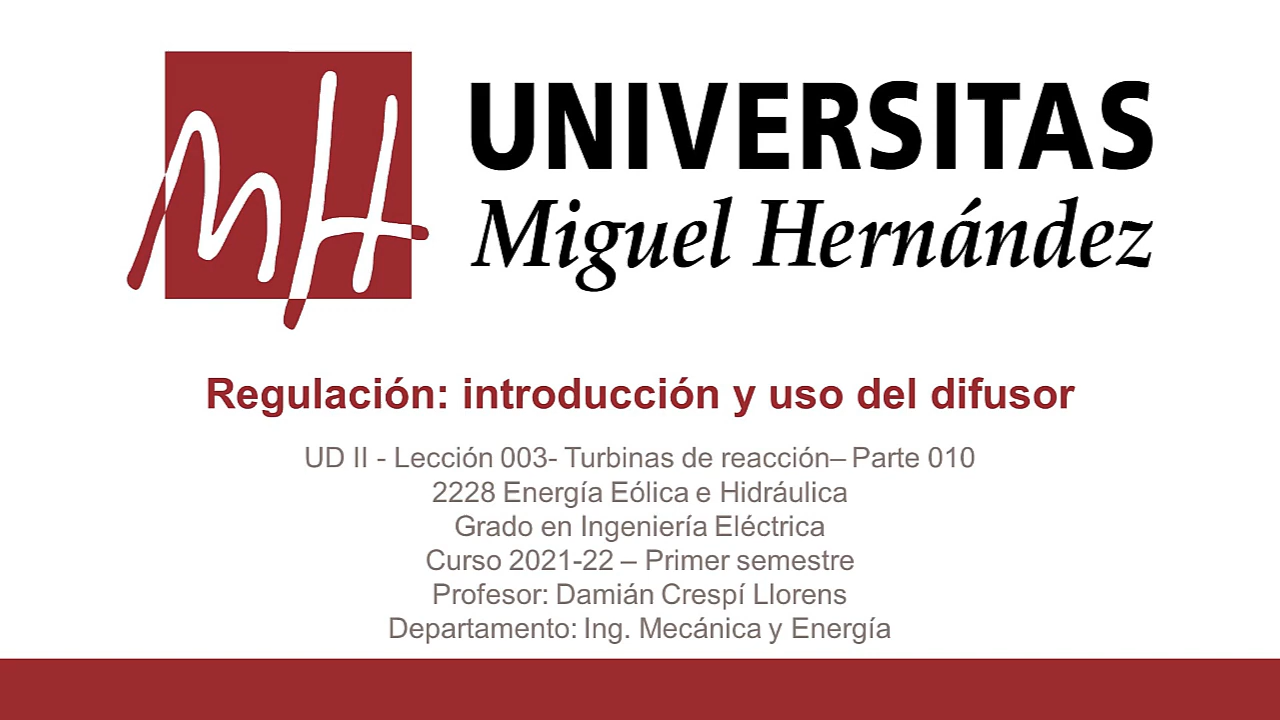 MH
UNIVERSITAS
Miguel Hernández
Regulación: introducción y uso del difusor
UD II - Lección 003- Turbinas de reacción– Parte 010
2228 Energía Eólica e Hidráulica
Grado en Ingeniería Eléctrica
Curso 2021-22 – Primer semestre
Profesor: Damián Crespí Llorens
Departamento: Ing. Mecánica y Energía